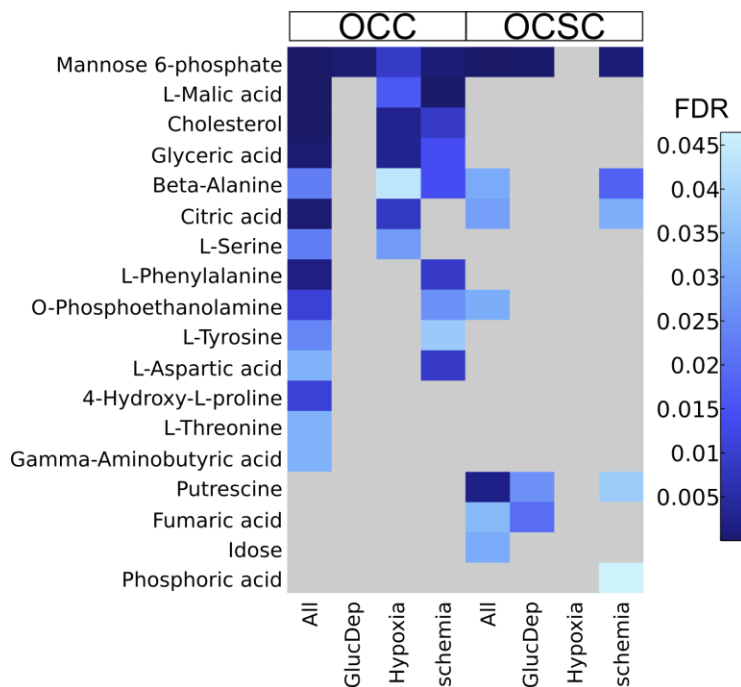 OCC OCSC
Mannose 6-phosphate
L-Malic acid
Cholesterol
Glyceric acid
Beta-Alanine
Citric acid
L-Serine
L-Phenylalanine
O-Phosphoethanolamine
L-Tyrosine
L-Aspartic acid
4-Hydroxy-L-proline
L-Threonine
Gamma-Aminobutyric acid
Putrescine
Fumaric acid
Idose
Phosphoric acid
All
GlucDep
Hypoxia
schemia
All
GlucDep
Hypoxia
schemia
FDR
0.045
0.04
0.035
0.03
0.025
0.02
0.015
0.01
0.005